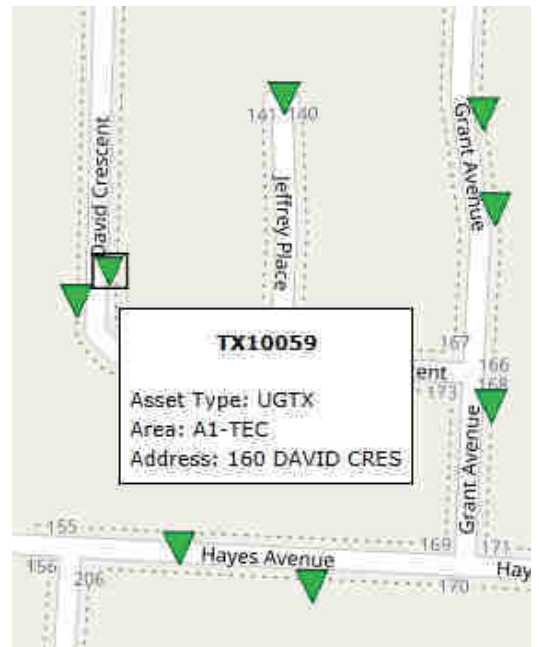 141
140
Grant Avenue
David Crescent
Jeffrey Place
TX10059
Asset Type: UGTX
Area: A1-TEC
Address: 160 DAVID CRES
167
ent
166
173
168
Grant Avenue
155
169
171
Hayes Avenue
Hay
156
206
170